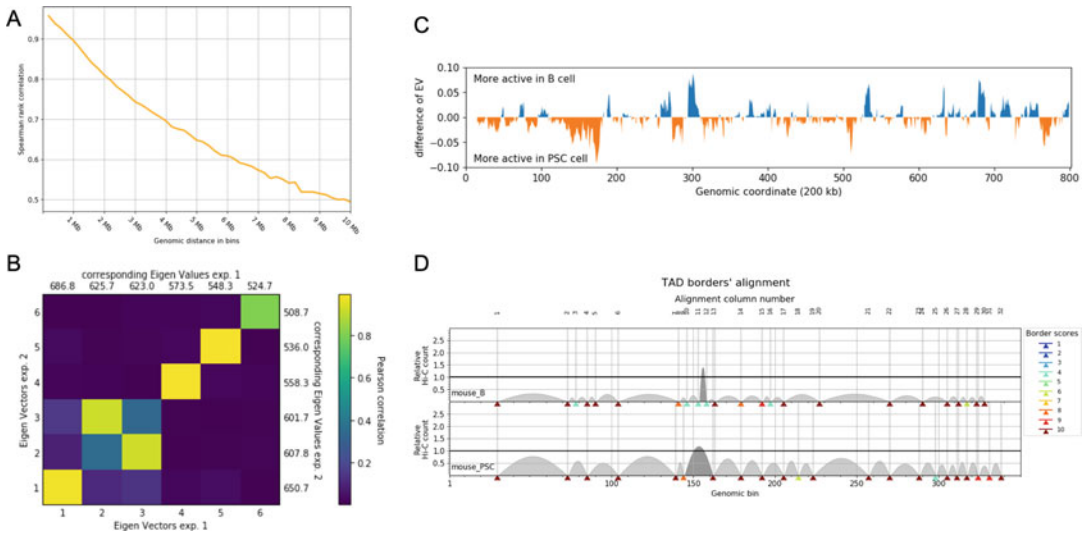 A
0.9
0.8
0.7
0.6
0.5
Spearman rank correlation
1 Mb
2 Mb
3 Mb
4 Mb
5 Mb
6 Mb
7 Mb
8 Mb
9 Mb
10 Mb
Genomic distance in bins
B
corresponding Eigen Values exp. 1
686.8 625.7 623.0 573.5 548.3 524.7
6
5
4
3
2
1
Eigen Vectors exp. 2
1 2 3 4 5 6
Eigen Vectors exp. 1
508.7
536.0
558.3
601.7
607.8
650.7
corresponding Eigen Values exp. 2
0.8
0.6
0.4
0.2
Pearson correlation
C
0.10
0.05
0.00
−0.05
−0.10
difference of EV
More active in B cell
More active in PSC cell
0 100 200 300 400 500 600 700 800
Genomic coordinate (200 kb)
D
TAD borders' alignment
Alignment column number
2.5
2.0
1.5
1.0
0.5
Relative
Hi-C count
mouse_B
2.5
2.0
1.5
1.0
0.5
Relative
Hi-C count
mouse_PSC
1 50 100 150 200 250 300
Genomic bin
Border scores
1
2
3
4
5
6
7
8
9
10